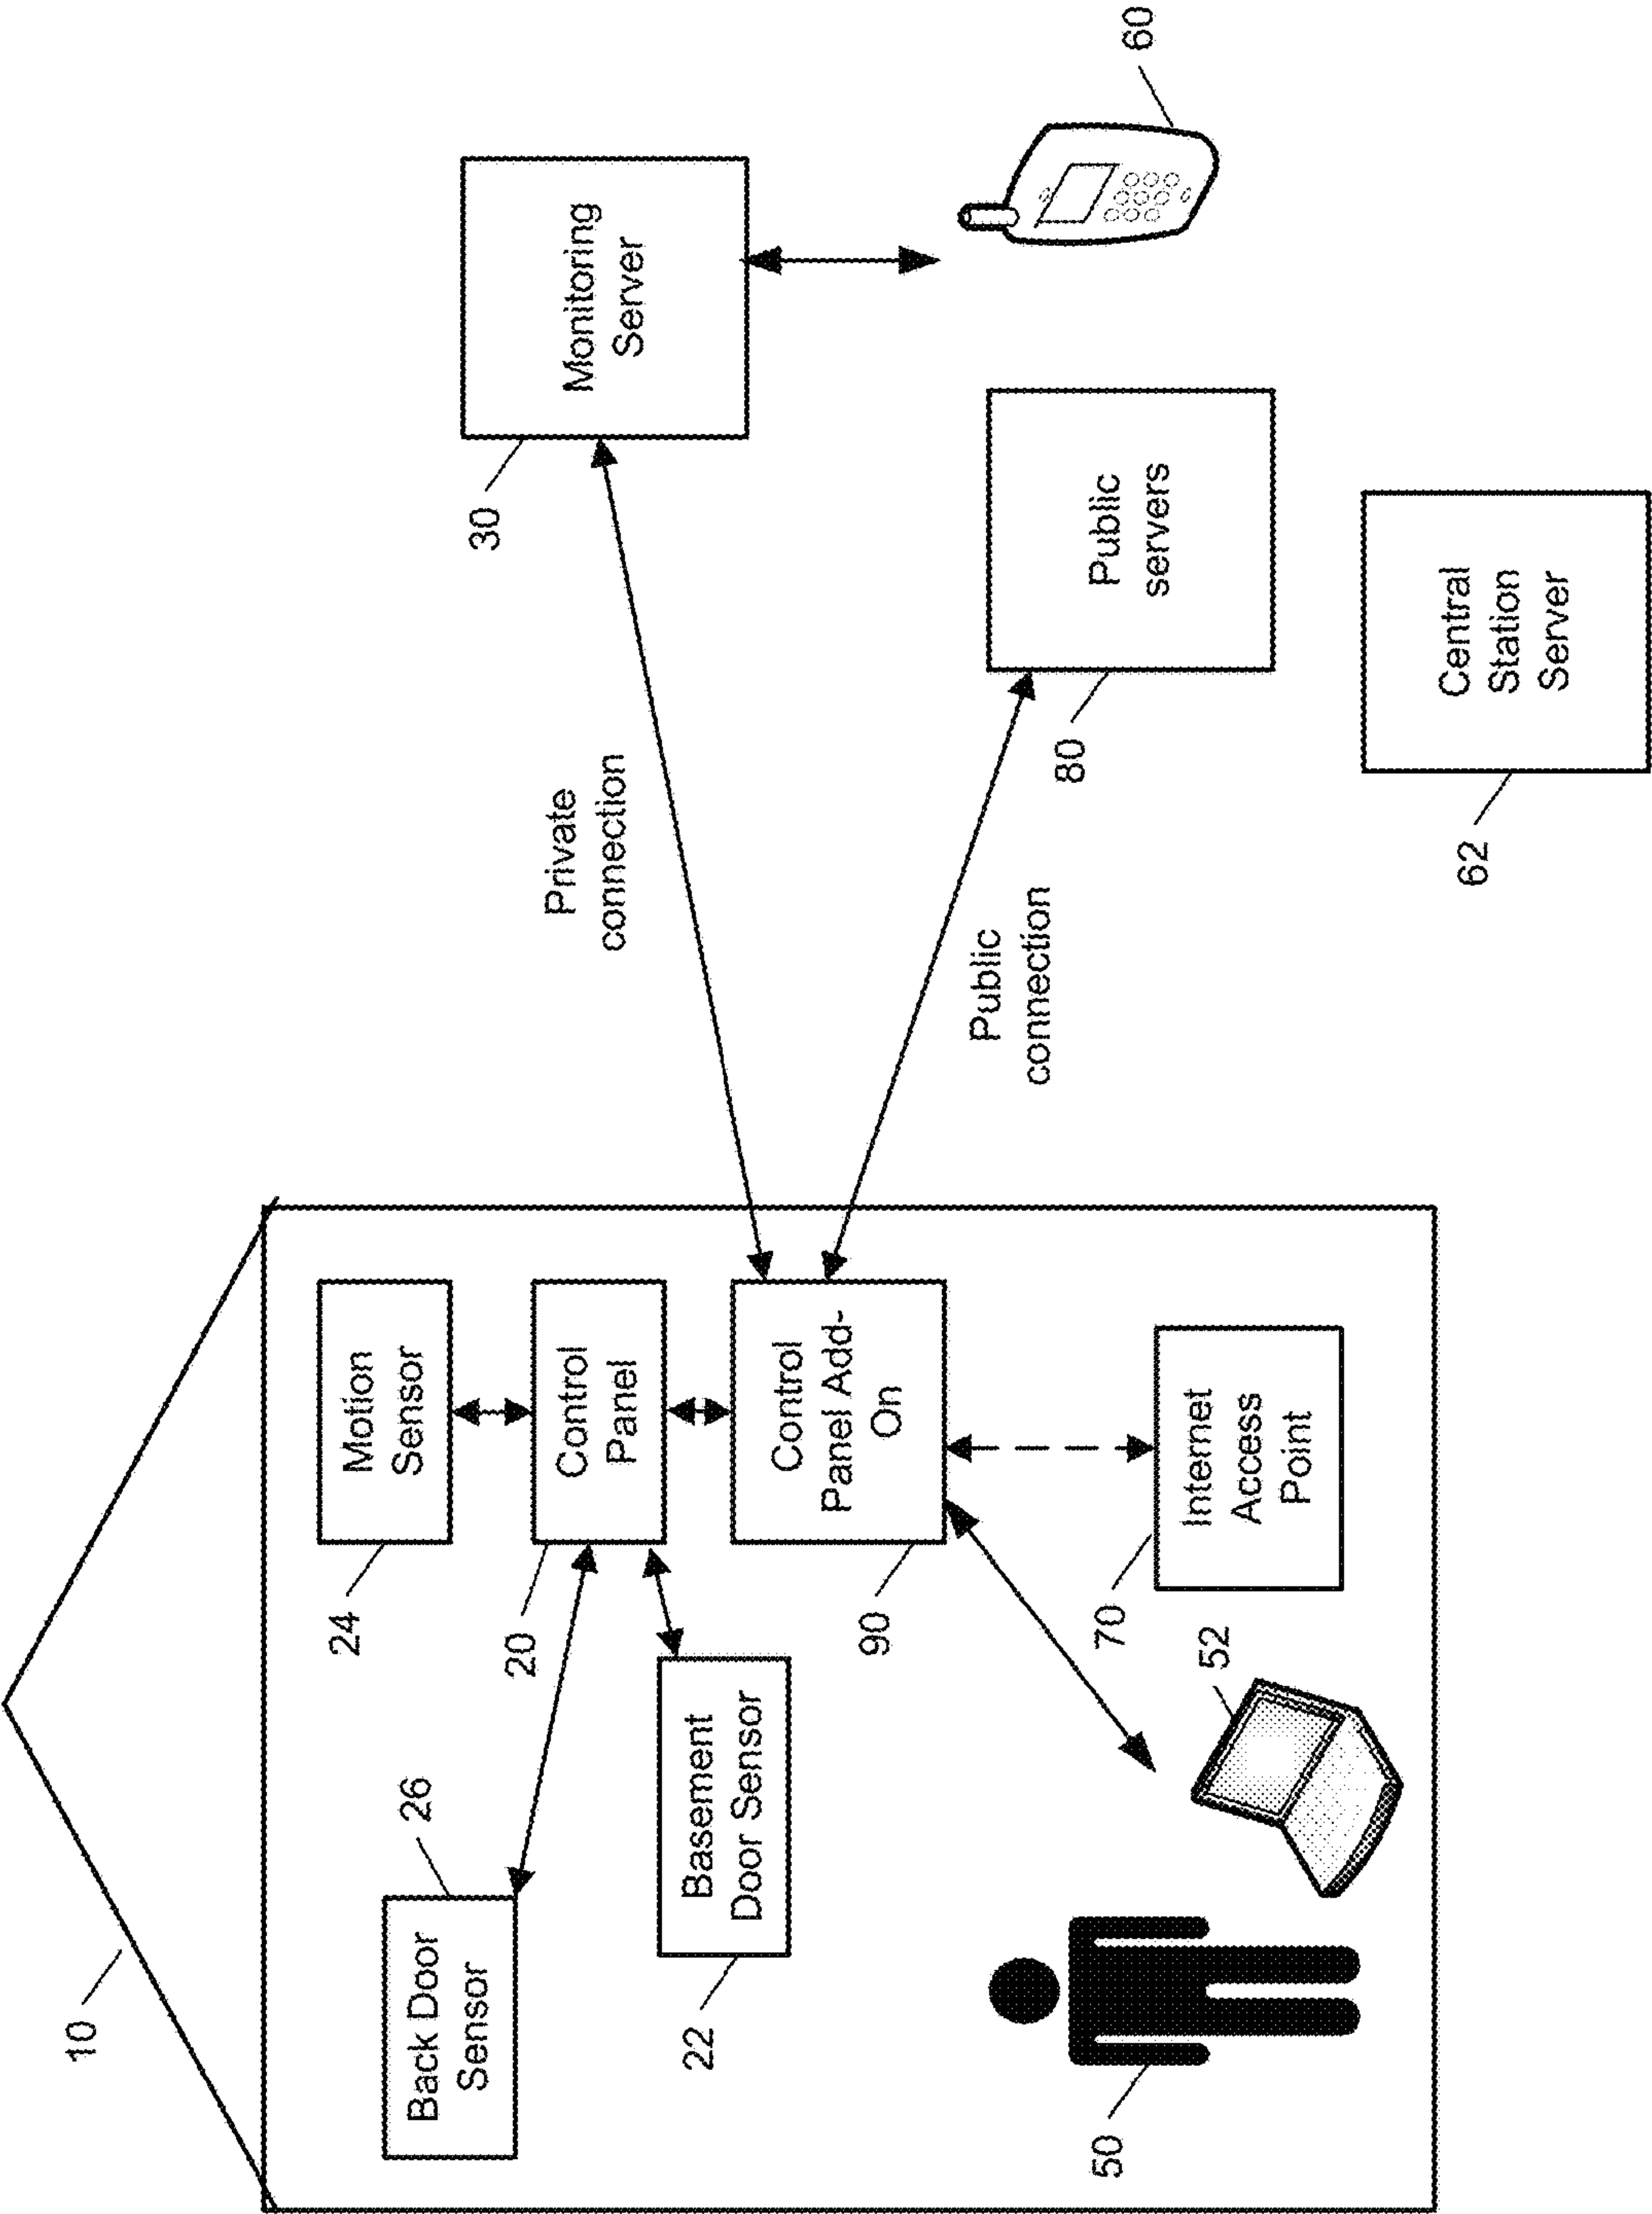 10
Back Door
Sensor
26
24
Motion
Sensor
20
Control
Panel
Basement
Door Sensor
22
90
Control
Panel Add-
On
70
Internet
Access
Point
50
52
Private
connection
Public
connection
30
Monitoring
Server
60
80
Public
servers
62
Central
Station
Server